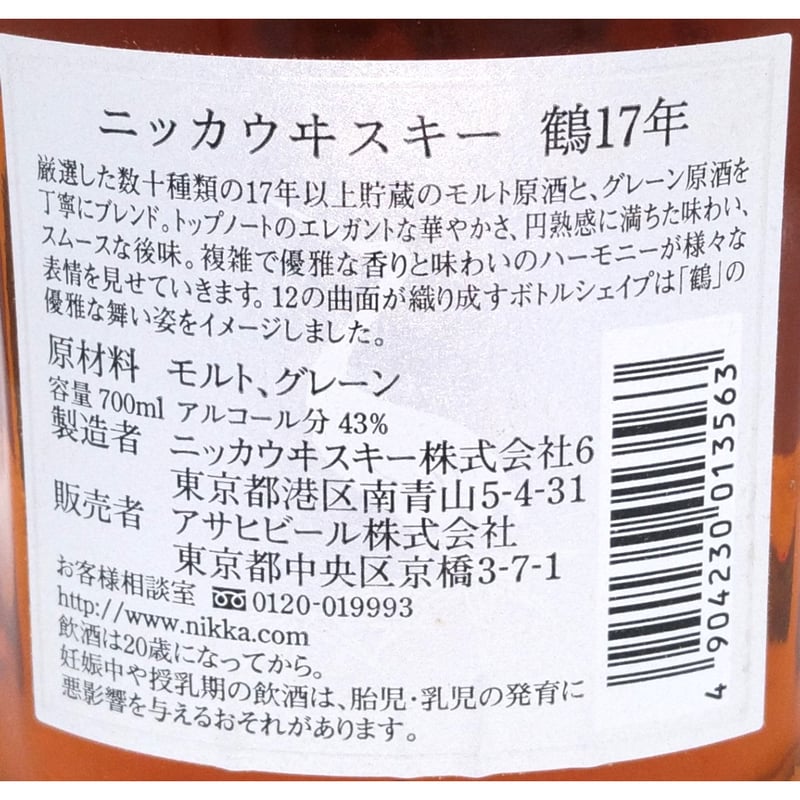 ニッカウヰスキー 鶴17年
厳選した数十種類の17年以上貯蔵のモルト原酒と、グレーン原酒を
丁寧にブレンド。トップノートのエレガントな華やかさ、円熟感に満ちた味わい、
スムースな後味。複雑で優雅な香りと味わいのハーモニーが様々な
表情を見せていきます。12の曲面が織り成すボトルシェイプは「鶴」の
優雅な舞い姿をイメージしました。
原材料 モルト、グレーン
容量 700ml アルコール分 43%
製造者 ニッカウヰスキー株式会社6
東京都港区南青山5-4-31
販売者 アサヒビール株式会社
東京都中央区京橋3-7-1
お客様相談室 0120-019993
http://www.nikka.com
飲酒は20歳になってから。
妊娠中や授乳期の飲酒は、胎児・乳児の発育に
悪影響を与えるおそれがあります。
4 904230 013563